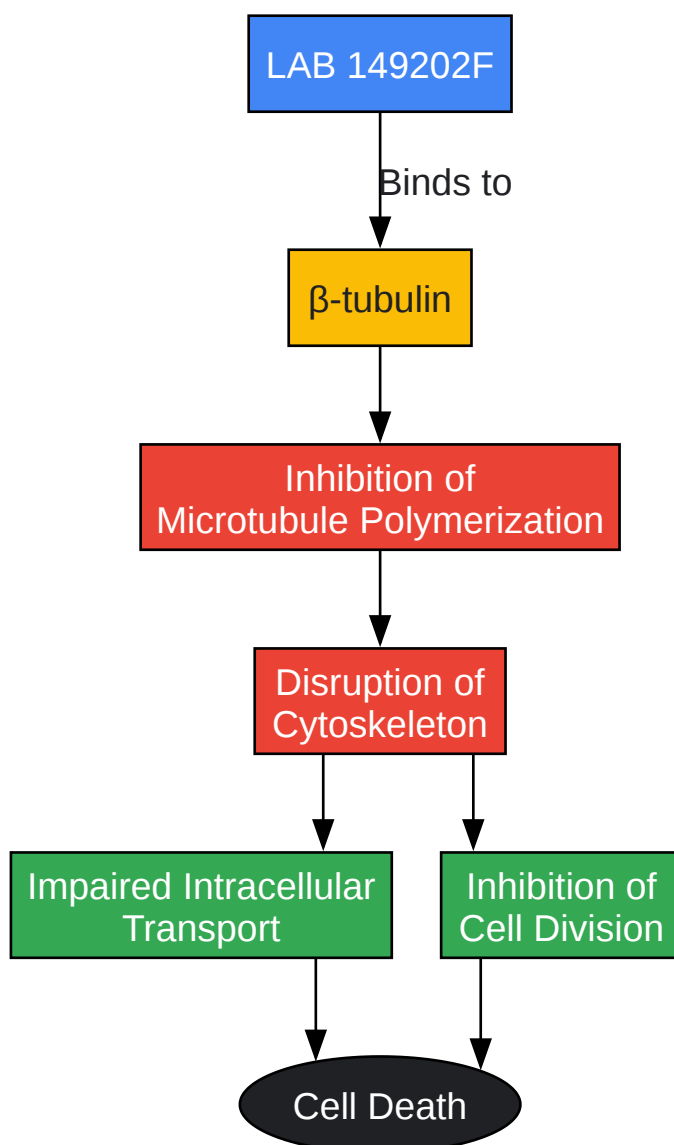 LAB 149202F
Binds to
β-tubulin
Inhibition of
Microtubule Polymerization
Disruption of
Cytoskeleton
Impaired Intracellular
Transport
Inhibition of
Cell Division
Cell Death